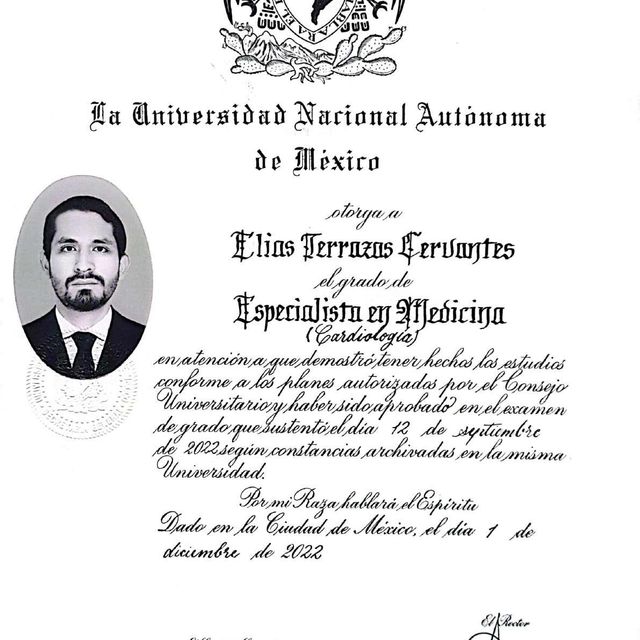 La Universidad Nacional Autónoma
de México
otorga a
Elias Terrazas Cervantes
el grado de
Especialista en Medicina
(Cardiología)
en atención a que demostró tener hechos los estudios
conforme a los planes autorizados por el Consejo
Universitario y haber sido aprobado en el examen
de grado que sustentó el día 12 de septiembre
de 2022 según constancias archivadas en la misma
Universidad.
Por mi Raza hablará el Espíritu
Dado en la Ciudad de México, el día 1 de
diciembre de 2022
El Rector